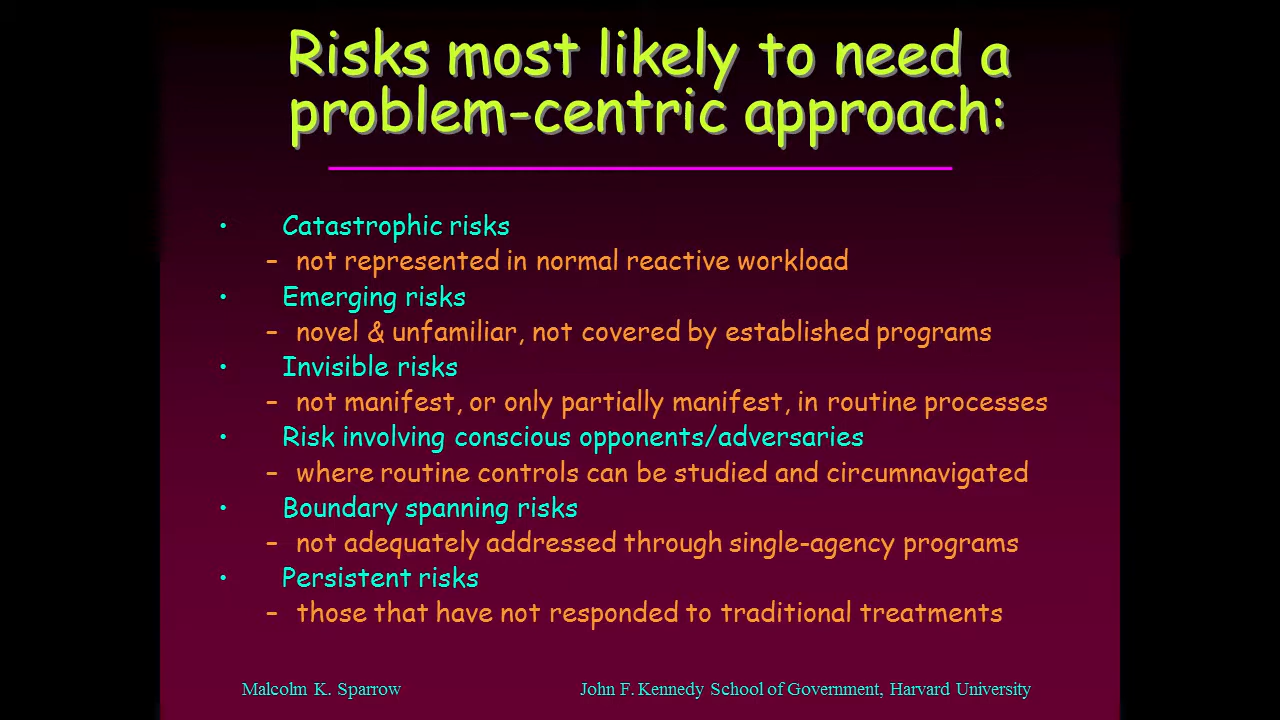 Risks most likely to need a
problem-centric approach:
• Catastrophic risks
– not represented in normal reactive workload
• Emerging risks
– novel & unfamiliar, not covered by established programs
• Invisible risks
– not manifest, or only partially manifest, in routine processes
• Risk involving conscious opponents/adversaries
– where routine controls can be studied and circumnavigated
• Boundary spanning risks
– not adequately addressed through single-agency programs
• Persistent risks
– those that have not responded to traditional treatments
Malcolm K. Sparrow John F. Kennedy School of Government, Harvard University